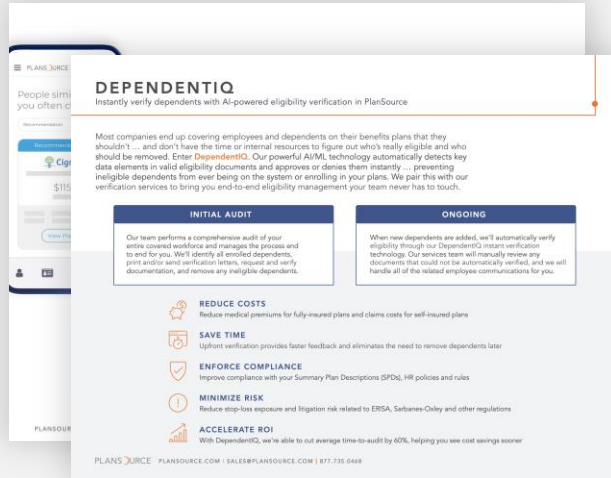 PLANSOURCE
People simi
you often c
Recommendation
Recommended
Cign
$115
View Pla
PLANSOUR
DEPENDENTIQ
Instantly verify dependents with AI-powered eligibility verification in PlanSource
Most companies end up covering employees and dependents on their benefits plans that they
shouldn't ... and don't have the time or internal resources to figure out who's really eligible and who
should be removed. Enter DependentIQ. Our powerful AI/ML technology automatically detects key
data elements in valid eligibility documents and approves or denies them instantly ... preventing
ineligible dependents from ever being on the system or enrolling in your plans. We pair this with our
verification services to bring you end-to-end eligibility management your team never has to touch.
INITIAL AUDIT
Our team performs a comprehensive audit of your
entire covered workforce and manages the process end
to end for you. We'll identify all enrolled dependents,
print and/or send verification letters, request and verify
documentation, and remove any ineligible dependents.
ONGOING
When new dependents are added, we'll automatically verify
eligibility through our DependentIQ instant verification
technology. Our services team will manually review any
documents that could not be automatically verified, and we will
handle all of the related employee communications for you.
REDUCE COSTS
Reduce medical premiums for fully-insured plans and claims costs for self-insured plans
SAVE TIME
Upfront verification provides faster feedback and eliminates the need to remove dependents later
ENFORCE COMPLIANCE
Improve compliance with your Summary Plan Descriptions (SPDs), HR policies and rules
MINIMIZE RISK
Reduce stop-loss exposure and litigation risk related to ERISA, Sarbanes-Oxley and other regulations
ACCELERATE ROI
With DependentIQ, we're able to cut average time-to-audit by 60%, helping you see cost savings sooner
PLANSOURCE PLANSOURCE.COM | SALES@PLANSOURCE.COM | 877.735.0468